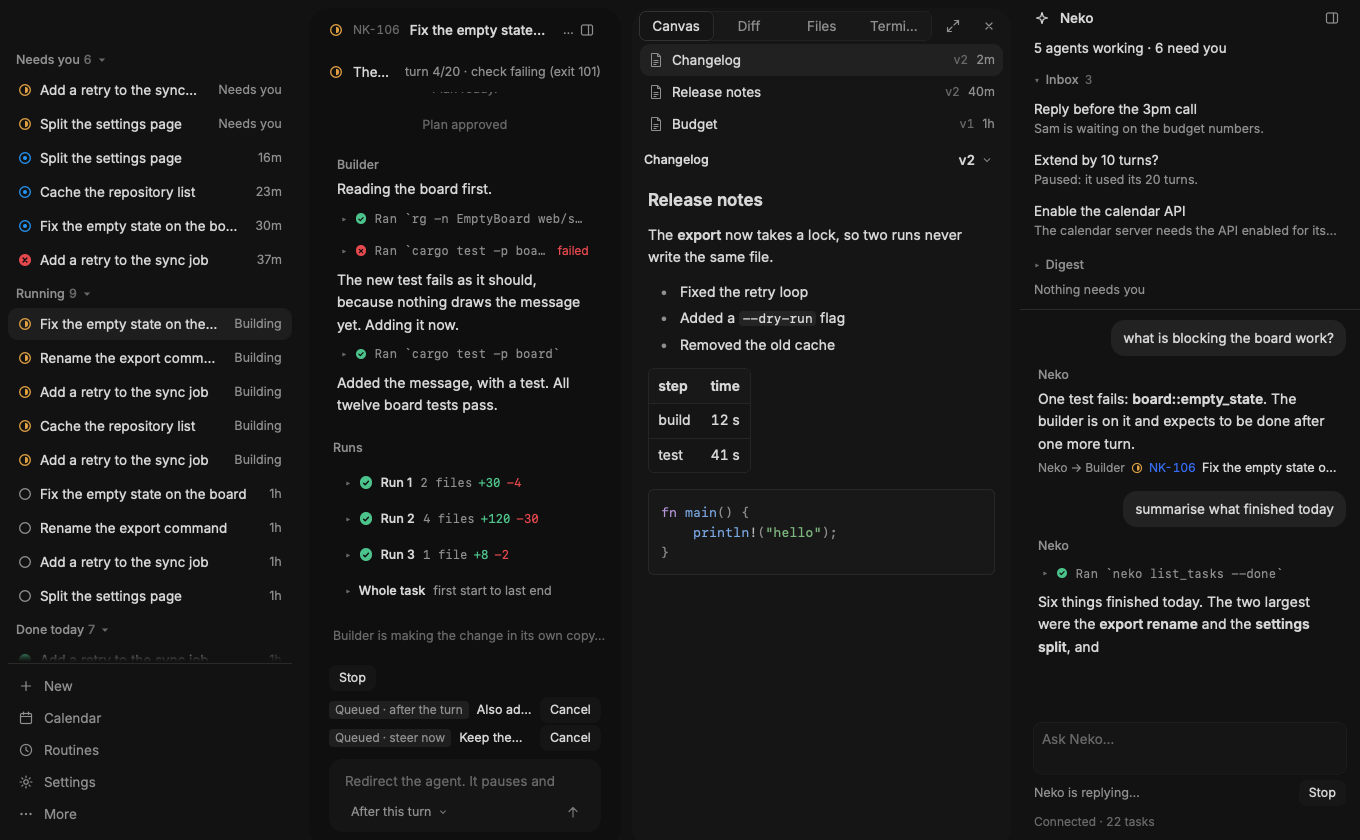 Needs you 6
Add a retry to the sync... Needs you
Split the settings page Needs you
Split the settings page 16m
Cache the repository list 23m
Fix the empty state on the bo... 30m
Add a retry to the sync job 37m
Running 9
Fix the empty state on the... Building
Rename the export comm... Building
Add a retry to the sync job Building
Cache the repository list Building
Add a retry to the sync job Building
Fix the empty state on the board 1h
Rename the export command 1h
Add a retry to the sync job 1h
Split the settings page 1h
Done today 7
Add a retry to the sync job 1h
New
Calendar
Routines
Settings
More
NK-106 Fix the empty state... ...
The... turn 4/20 · check failing (exit 101)
Plan ready.
Plan approved
Builder
Reading the board first.
Ran `rg -n EmptyBoard web/s…
Ran `cargo test -p boa… failed
The new test fails as it should,
because nothing draws the message
yet. Adding it now.
Ran `cargo test -p board`
Added the message, with a test. All
twelve board tests pass.
Runs
Run 1 2 files +30 −4
Run 2 4 files +120 −30
Run 3 1 file +8 −2
Whole task first start to last end
Builder is making the change in its own copy...
Stop
Queued · after the turn Also ad... Cancel
Queued · steer now Keep the... Cancel
Redirect the agent. It pauses and
After this turn
Canvas Diff Files Termi...
Changelog v2 2m
Release notes v2 40m
Budget v1 1h
Changelog v2
Release notes
The export now takes a lock, so two runs never
write the same file.
• Fixed the retry loop
• Added a --dry-run flag
• Removed the old cache
step time
build 12 s
test 41 s
fn main() {
    println!("hello");
}
Neko
5 agents working · 6 need you
Inbox 3
Reply before the 3pm call
Sam is waiting on the budget numbers.
Extend by 10 turns?
Paused: it used its 20 turns.
Enable the calendar API
The calendar server needs the API enabled for its...
Digest
Nothing needs you
what is blocking the board work?
Neko
One test fails: board::empty_state. The
builder is on it and expects to be done after
one more turn.
Neko → Builder NK-106 Fix the empty state o...
summarise what finished today
Neko
Ran `neko list_tasks --done`
Six things finished today. The two largest
were the export rename and the settings
split, and
Ask Neko...
Neko is replying... Stop
Connected · 22 tasks